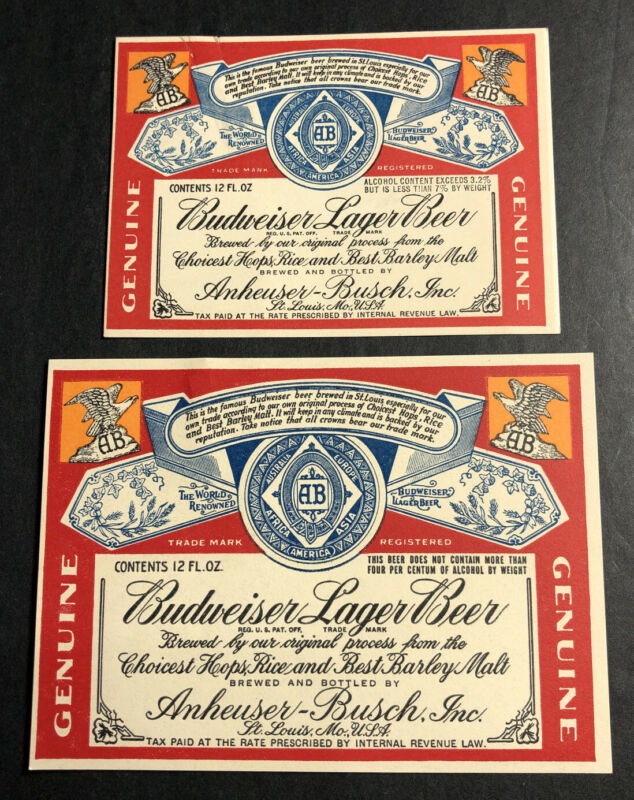 This is the famous Budweiser beer brewed in St. Louis especially for our
own trade according to our own original process of Choicest Hops, Rice
and Best Barley Malt. It will keep in any climate and is backed by our
reputation. Take notice that all crowns bear our trade mark.
AB
AB
AB
THE WORLD
RENOWNED
BUDWEISER
LAGER BEER
AFRICA
AMERICA
ASIA
TRADE MARK
REGISTERED
GENUINE
GENUINE
CONTENTS 12 FL.OZ
ALCOHOL CONTENT EXCEEDS 3.2%
BUT IS LESS THAN 7% BY WEIGHT
Budweiser Lager Beer
REG. U. S. PAT. OFF. TRADE MARK
Brewed by our original process from the
Choicest Hops, Rice and Best Barley Malt
BREWED AND BOTTLED BY
Anheuser-Busch, Inc.
St. Louis, Mo., U.S.A.
TAX PAID AT THE RATE PRESCRIBED BY INTERNAL REVENUE LAW.
This is the famous Budweiser beer brewed in St. Louis especially for our
own trade according to our own original process of Choicest Hops, Rice
and Best Barley Malt. It will keep in any climate and is backed by our
reputation. Take notice that all crowns bear our trade mark.
AB
AB
AB
THE WORLD
RENOWNED
BUDWEISER
LAGER BEER
AUSTRALIA
EUROPE
AFRICA
AMERICA
ASIA
TRADE MARK
REGISTERED
GENUINE
GENUINE
CONTENTS 12 FL.OZ.
THIS BEER DOES NOT CONTAIN MORE THAN
FOUR PER CENTUM OF ALCOHOL BY WEIGHT
Budweiser Lager Beer
REG. U. S. PAT. OFF. TRADE MARK
Brewed by our original process from the
Choicest Hops, Rice and Best Barley Malt
BREWED AND BOTTLED BY
Anheuser-Busch, Inc.
St. Louis, Mo., U.S.A.
TAX PAID AT THE RATE PRESCRIBED BY INTERNAL REVENUE LAW.